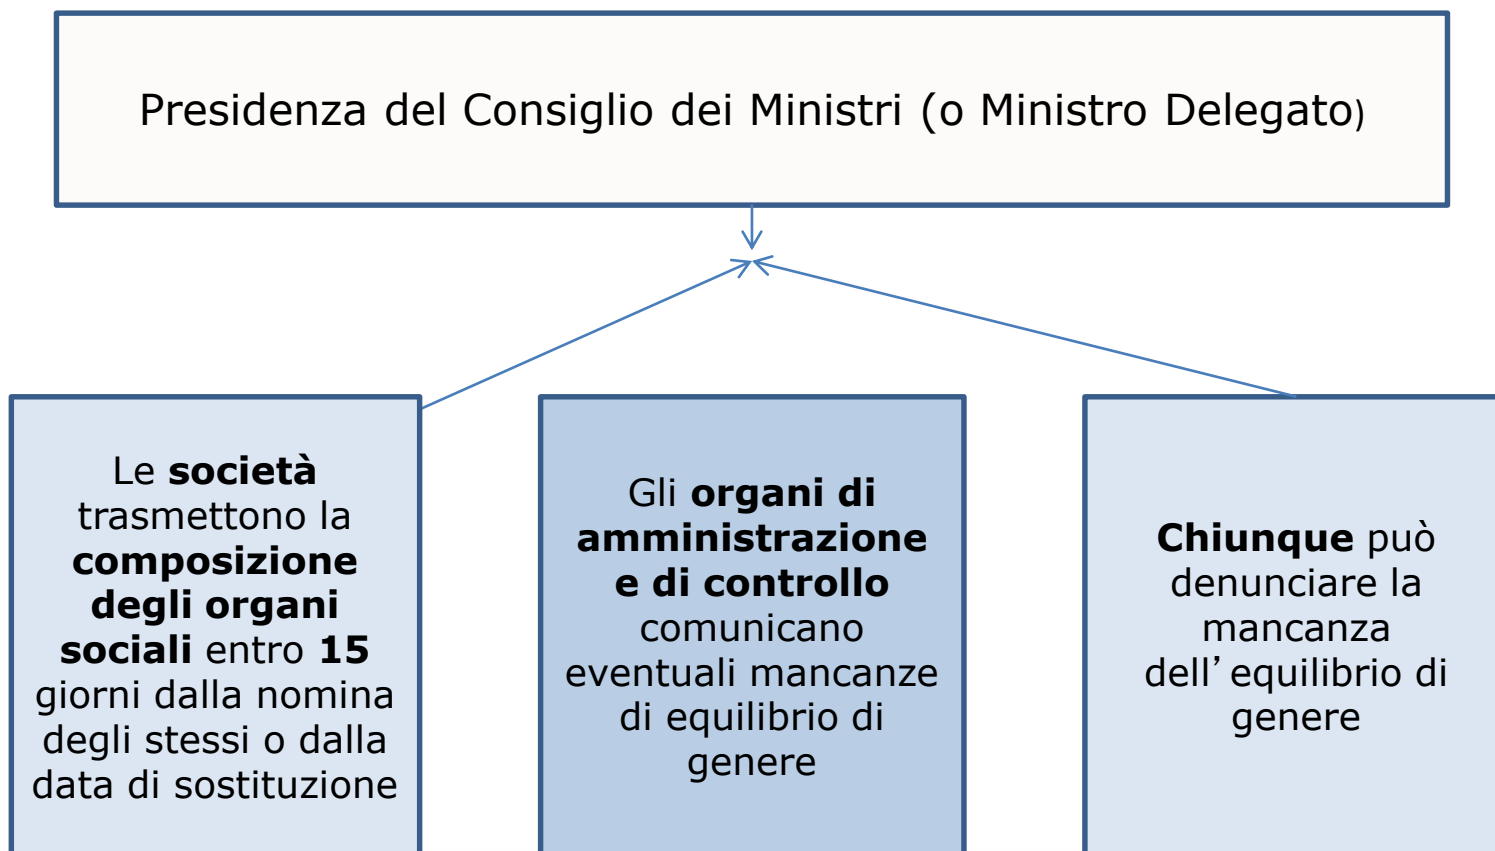 Presidenza del Consiglio dei Ministri (o Ministro Delegato)
Le società
trasmettono la
composizione
degli organi
sociali entro 15
giorni dalla nomina
degli stessi o dalla
data di sostituzione
Gli organi di
amministrazione
e di controllo
comunicano
eventuali mancanze
di equilibrio di
genere
Chiunque può
denunciare la
mancanza
dell’ equilibrio di
genere